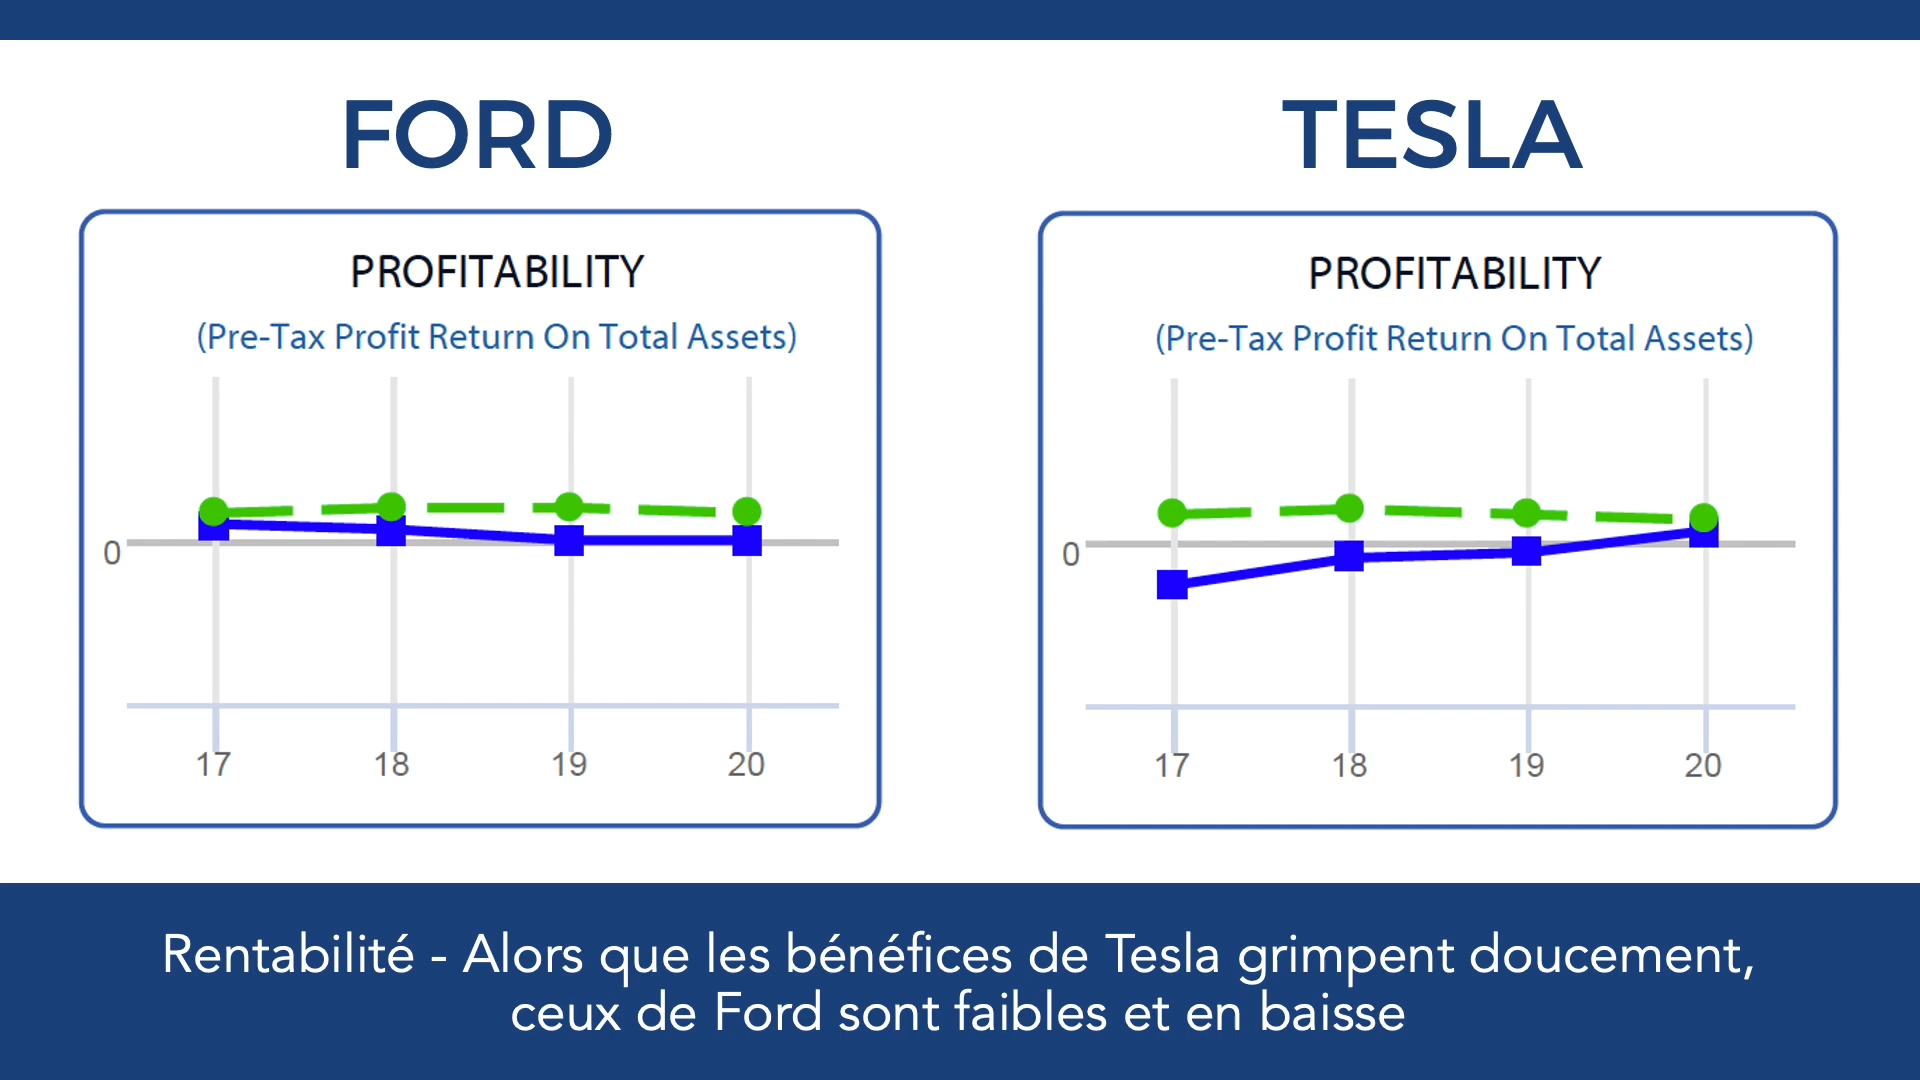 FORD
TESLA
PROFITABILITY
(Pre-Tax Profit Return On Total Assets)
0
17
18
19
20
PROFITABILITY
(Pre-Tax Profit Return On Total Assets)
0
17
18
19
20
Rentabilité - Alors que les bénéfices de Tesla grimpent doucement,
ceux de Ford sont faibles et en baisse